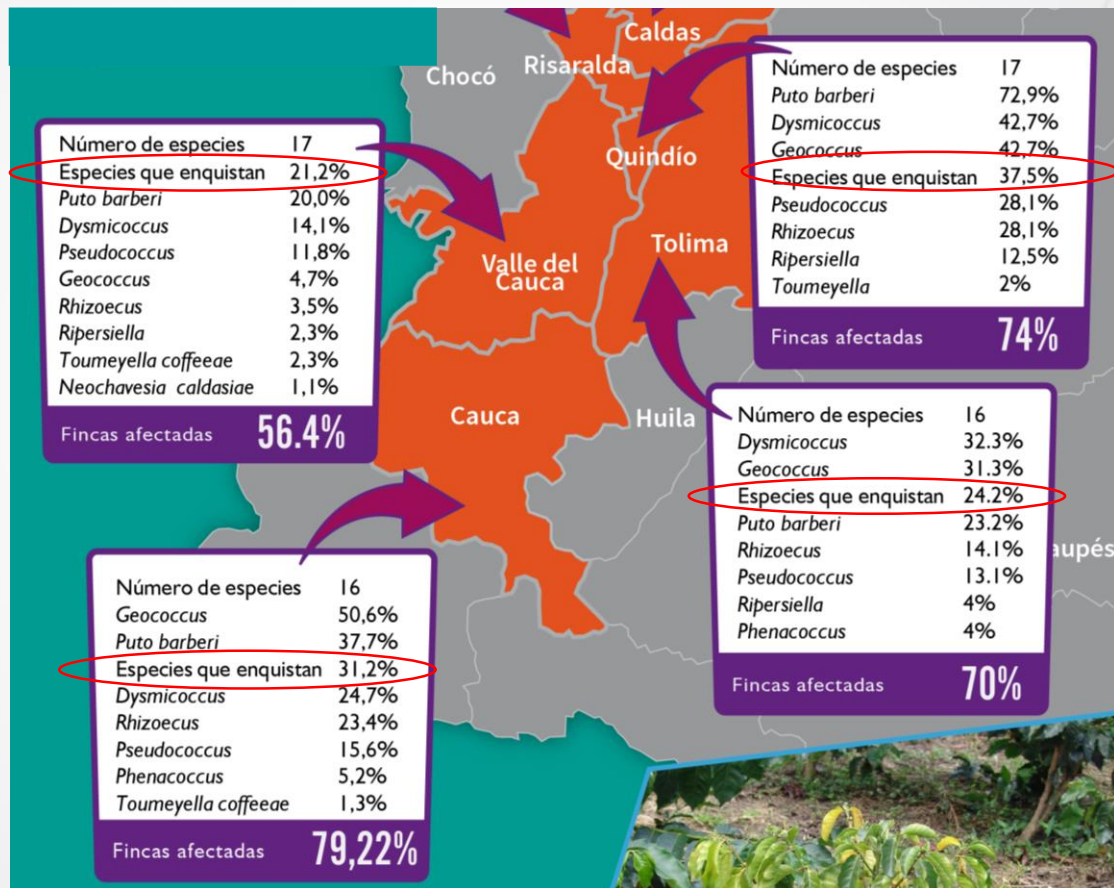 Caldas
Risaralda
Chocó
Quindío
Tolima
Valle del
Cauca
Cauca
Huila
aupés
Número de especies 17
Especies que enquistan 21,2%
Puto barberi 20,0%
Dysmicoccus 14,1%
Pseudococcus 11,8%
Geococcus 4,7%
Rhizoecus 3,5%
Ripersiella 2,3%
Toumeyella coffeeae 2,3%
Neochavesia caldasiae 1,1%
Fincas afectadas 56.4%
Número de especies 17
Puto barberi 72,9%
Dysmicoccus 42,7%
Geococcus 42,7%
Especies que enquistan 37,5%
Pseudococcus 28,1%
Rhizoecus 28,1%
Ripersiella 12,5%
Toumeyella 2%
Fincas afectadas 74%
Número de especies 16
Geococcus 50,6%
Puto barberi 37,7%
Especies que enquistan 31,2%
Dysmicoccus 24,7%
Rhizoecus 23,4%
Pseudococcus 15,6%
Phenacoccus 5,2%
Toumeyella coffeeae 1,3%
Fincas afectadas 79,22%
Número de especies 16
Dysmicoccus 32.3%
Geococcus 31.3%
Especies que enquistan 24.2%
Puto barberi 23.2%
Rhizoecus 14.1%
Pseudococcus 13.1%
Ripersiella 4%
Phenacoccus 4%
Fincas afectadas 70%